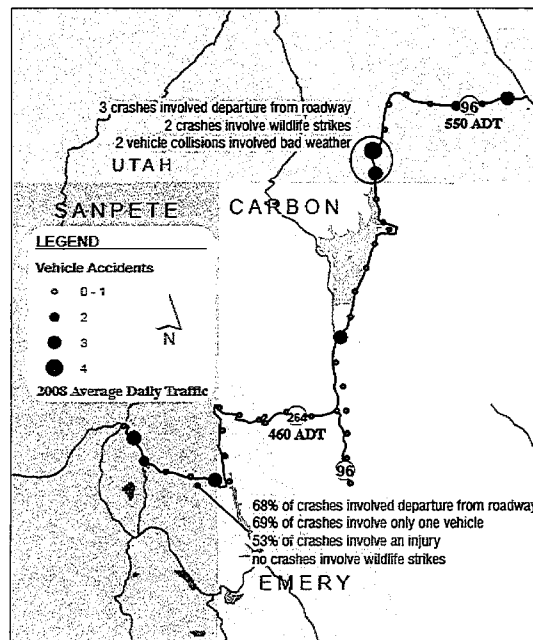 96
550 ADT
3 crashes involved departure from roadway
2 crashes involve wildlife strikes
2 vehicle collisions involved bad weather
UTAH
SANPETE
CARBON
LEGEND
Vehicle Accidents
0 - 1
2
3
4
N
2008 Average Daily Traffic
264
460 ADT
96
68% of crashes involved departure from roadway
69% of crashes involve only one vehicle
53% of crashes involve an injury
no crashes involve wildlife strikes
EMERY